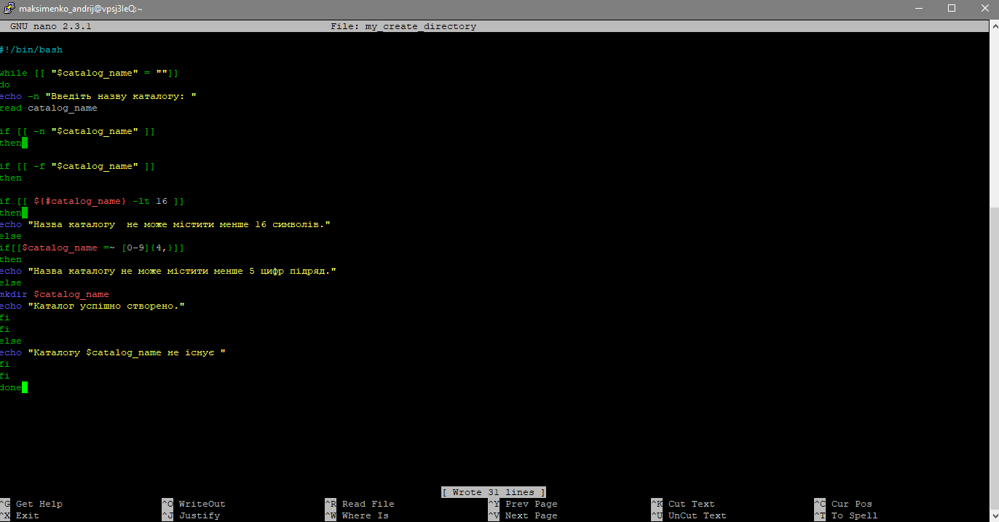 maksimenko_andrij@vpsj3leQ:~
GNU nano 2.3.1 File: my_create_directory
#!/bin/bash
while [[ "$catalog_name" = ""]]
do
echo -n "Введіть назву каталогу: "
read catalog_name
if [[ -n "$catalog_name" ]]
then
if [[ -f "$catalog_name" ]]
then
if [[ ${#catalog_name} -lt 16 ]]
then
echo "Назва каталогу  не може містити менше 16 символів."
else
if[[$catalog_name =~ [0-9]{4,}]]
then
echo "Назва каталогу не може містити менше 5 цифр підряд."
else
mkdir $catalog_name
echo "Каталог успішно створено."
fi
fi
else
echo "Каталогу $catalog_name не існує "
fi
fi
done
[ Wrote 31 lines ]
^G Get Help ^O WriteOut ^R Read File ^Y Prev Page ^K Cut Text ^C Cur Pos
^X Exit ^J Justify ^W Where Is ^V Next Page ^U UnCut Text ^T To Spell